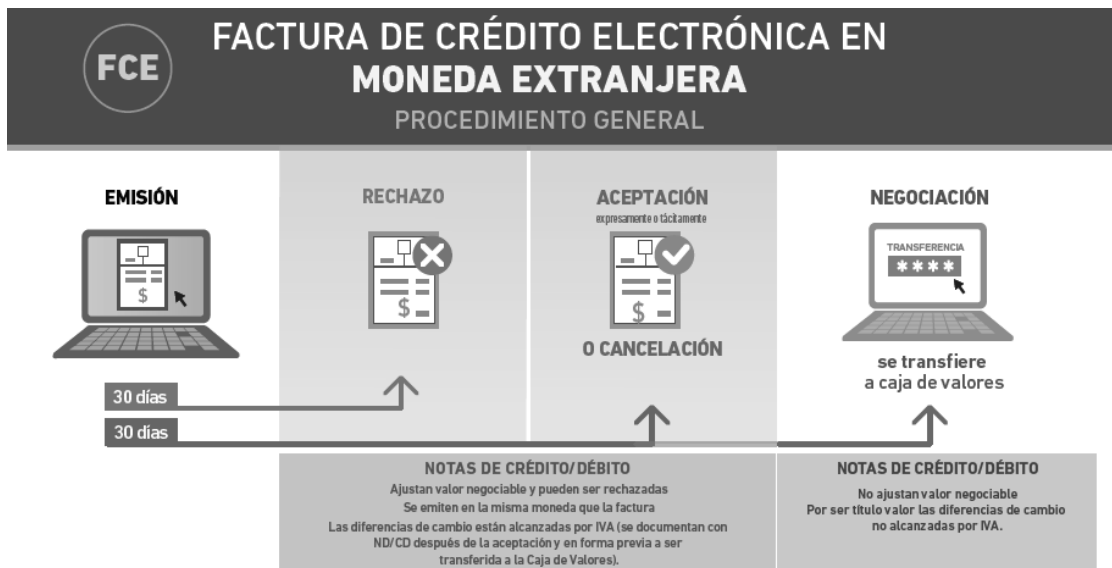 FCE
FACTURA DE CRÉDITO ELECTRÓNICA EN
MONEDA EXTRANJERA
PROCEDIMIENTO GENERAL
EMISIÓN
$
30 días
30 días
RECHAZO
$
ACEPTACIÓN
expresamente o tácitamente
$
O CANCELACIÓN
NEGOCIACIÓN
TRANSFERENCIA
****
se transfiere
a caja de valores
NOTAS DE CRÉDITO/DÉBITO
Ajustan valor negociable y pueden ser rechazadas
Se emiten en la misma moneda que la factura
Las diferencias de cambio están alcanzadas por IVA (se documentan con
ND/CD después de la aceptación y en forma previa a ser
transferida a la Caja de Valores).
NOTAS DE CRÉDITO/DÉBITO
No ajustan valor negociable
Por ser título valor las diferencias de cambio
no alcanzadas por IVA.